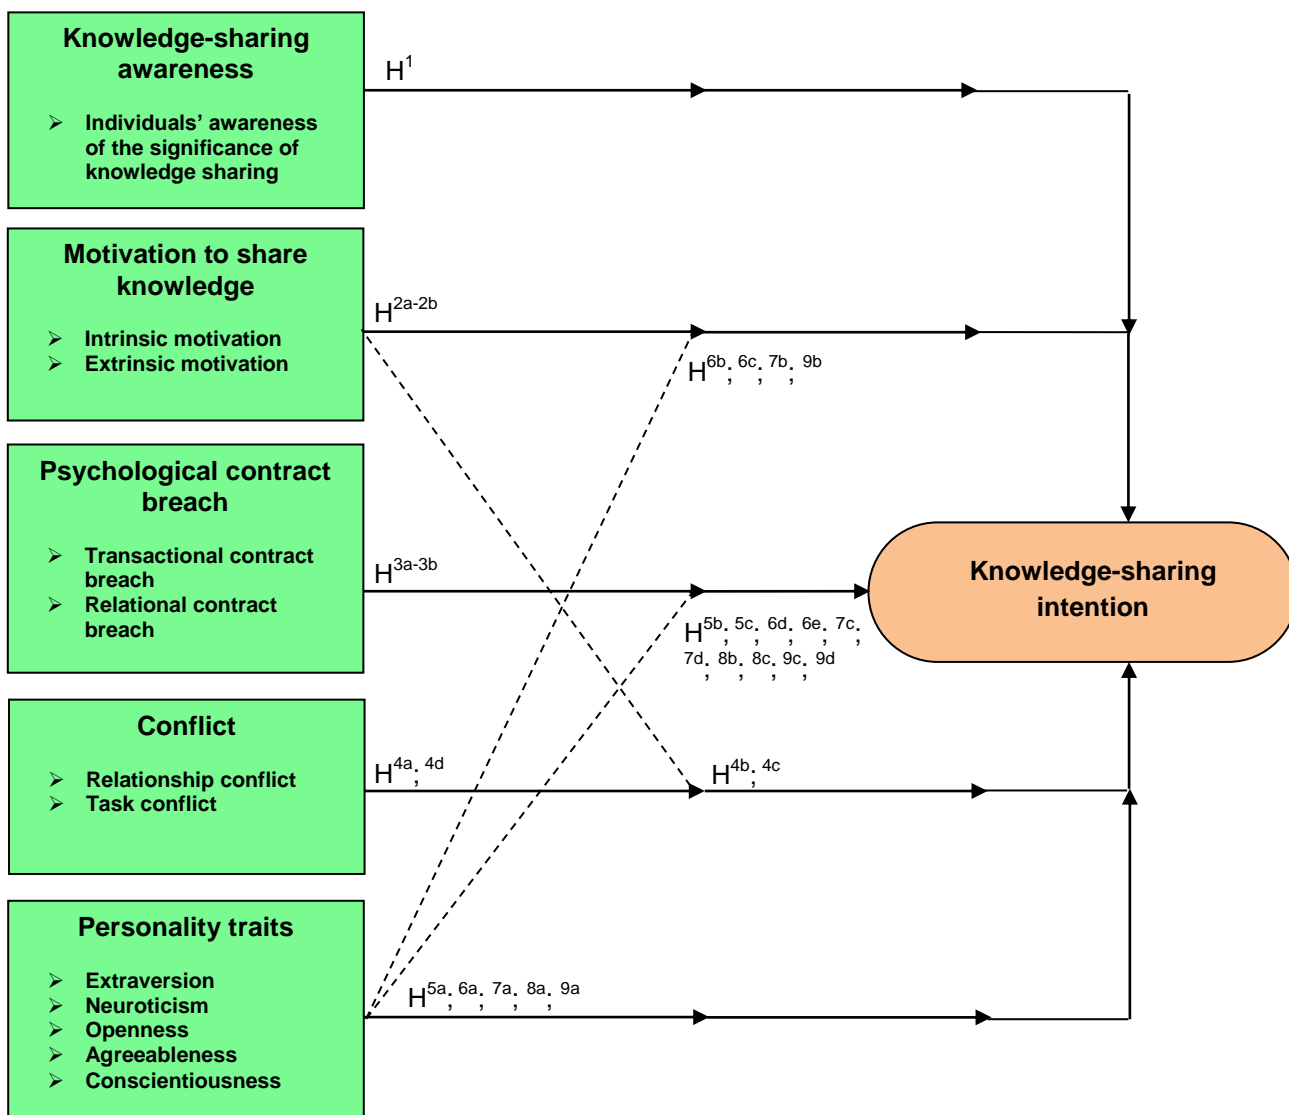 Knowledge-sharing
awareness
➢ Individuals’ awareness
of the significance of
knowledge sharing
H¹
Motivation to share
knowledge
➢ Intrinsic motivation
➢ Extrinsic motivation
H2a-2b
H6b; 6c; 7b; 9b
Psychological contract
breach
➢ Transactional contract
breach
➢ Relational contract
breach
H3a-3b
H5b; 5c; 6d; 6e; 7c;
7d; 8b; 8c; 9c; 9d
Knowledge-sharing
intention
Conflict
➢ Relationship conflict
➢ Task conflict
H4a; 4d
H4b; 4c
Personality traits
➢ Extraversion
➢ Neuroticism
➢ Openness
➢ Agreeableness
➢ Conscientiousness
H5a; 6a; 7a; 8a; 9a